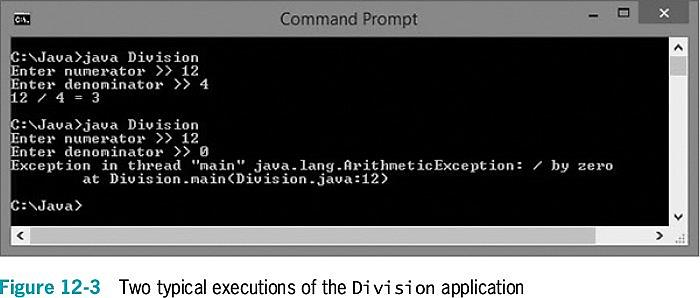 Command Prompt
C:\Java>java Division
Enter numerator >> 12
Enter denominator >> 4
12 / 4 = 3
C:\Java>java Division
Enter numerator >> 12
Enter denominator >> 0
Exception in thread "main" java.lang.ArithmeticException: / by zero
at Division.main(Division.java:12)
C:\Java>
Figure 12-3 Two typical executions of the Division application